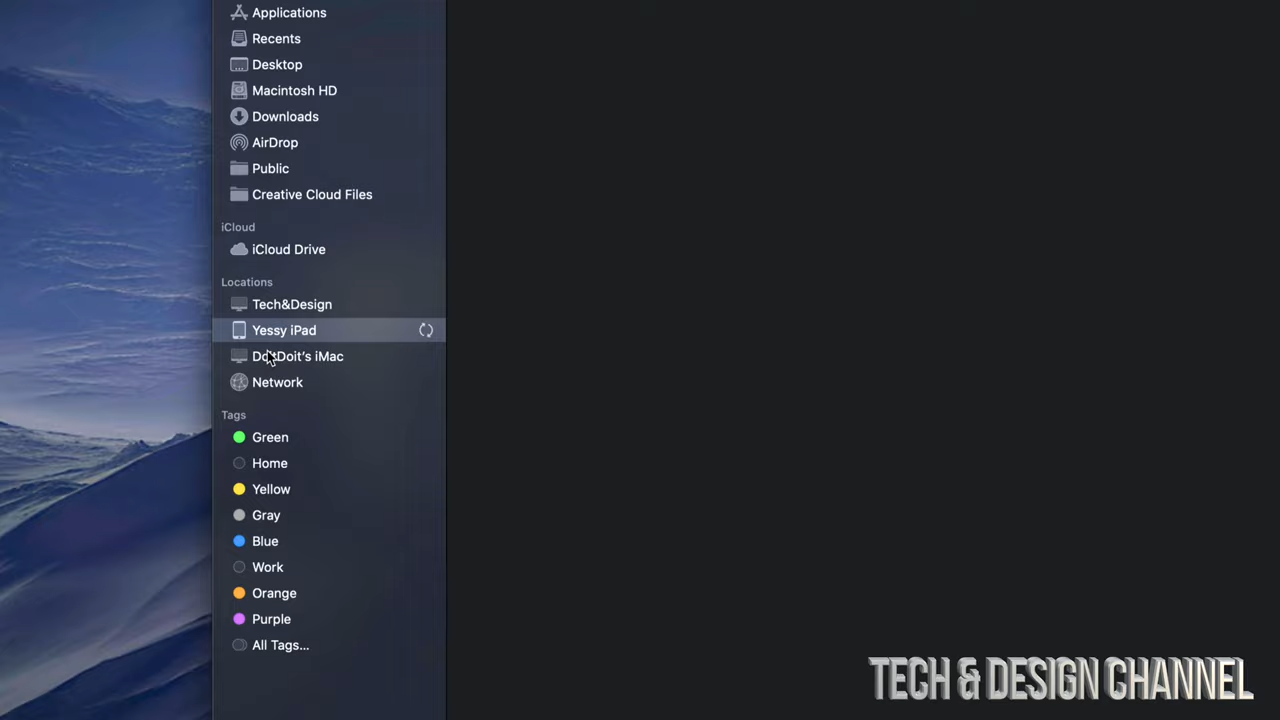 Applications
Recents
Desktop
Macintosh HD
Downloads
AirDrop
Public
Creative Cloud Files
iCloud
iCloud Drive
Locations
Tech&Design
Yessy iPad
DotDoit's iMac
Network
Tags
Green
Home
Yellow
Gray
Blue
Work
Orange
Purple
All Tags...
TECH & DESIGN CHANNEL